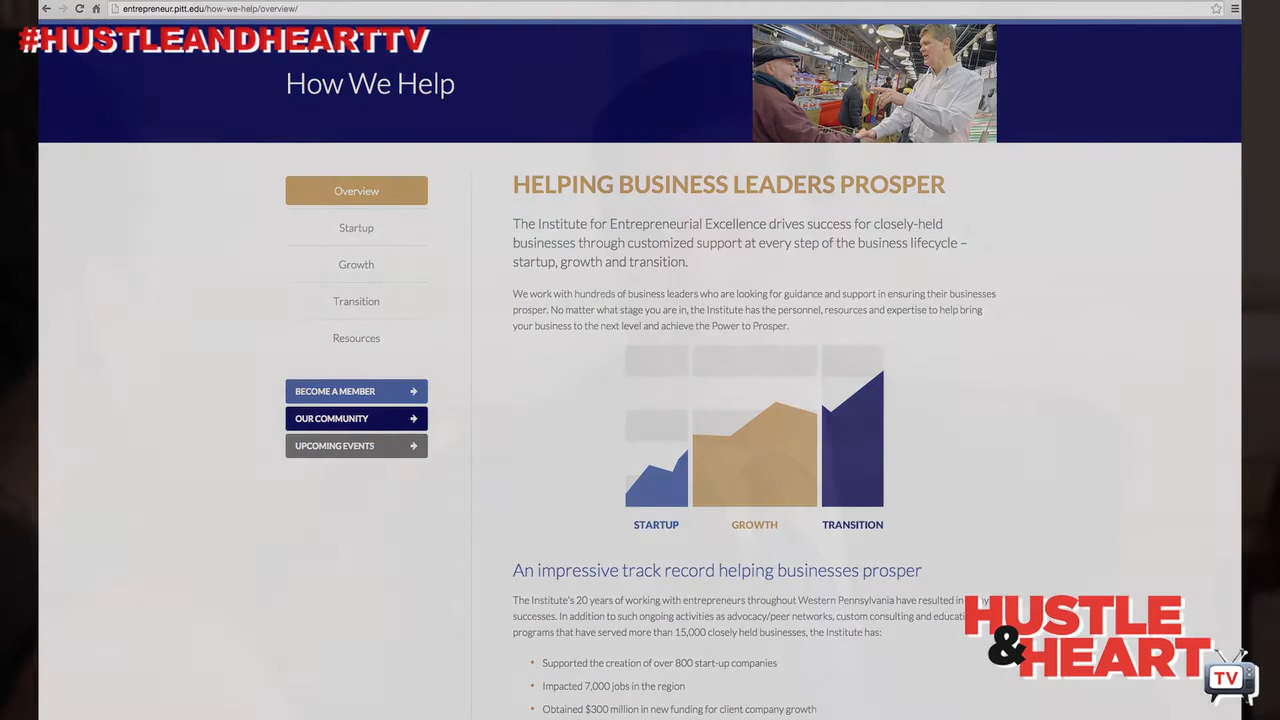 entrepreneur.pitt.edu/how-we-help/overview/
#HUSTLEANDHEARTTV
How We Help
Overview
Startup
Growth
Transition
Resources
BECOME A MEMBER
OUR COMMUNITY
UPCOMING EVENTS
HELPING BUSINESS LEADERS PROSPER
The Institute for Entrepreneurial Excellence drives success for closely-held
businesses through customized support at every step of the business lifecycle –
startup, growth and transition.
We work with hundreds of business leaders who are looking for guidance and support in ensuring their businesses
prosper. No matter what stage you are in, the Institute has the personnel, resources and expertise to help bring
your business to the next level and achieve the Power to Prosper.
STARTUP GROWTH TRANSITION
An impressive track record helping businesses prosper
The Institute's 20 years of working with entrepreneurs throughout Western Pennsylvania have resulted in
successes. In addition to such ongoing activities as advocacy/peer networks, custom consulting and
programs that have served more than 15,000 closely held businesses, the Institute has:
• Supported the creation of over 800 start-up companies
• Impacted 7,000 jobs in the region
• Obtained $300 million in new funding for client company growth
HUSTLE
&HEART
TV